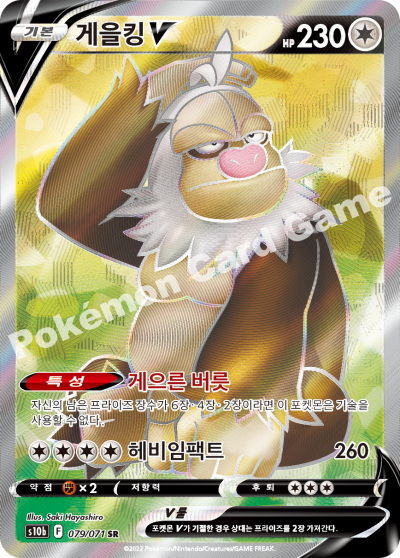 기본 게을킹 V HP 230
Pokémon Card Game
특성 게으른 버릇
자신의 남은 프라이즈 장수가 6장·4장·2장이라면 이 포켓몬은 기술을
사용할 수 없다.
헤비임팩트 260
약점 ×2 저항력 후퇴
Illus. Saki Hayashiro
s10b F 079/071 SR
V룰
포켓몬 V가 기절한 경우 상대는 프라이즈를 2장 가져간다.
©2022 Pokémon/Nintendo/Creatures/GAME FREAK.